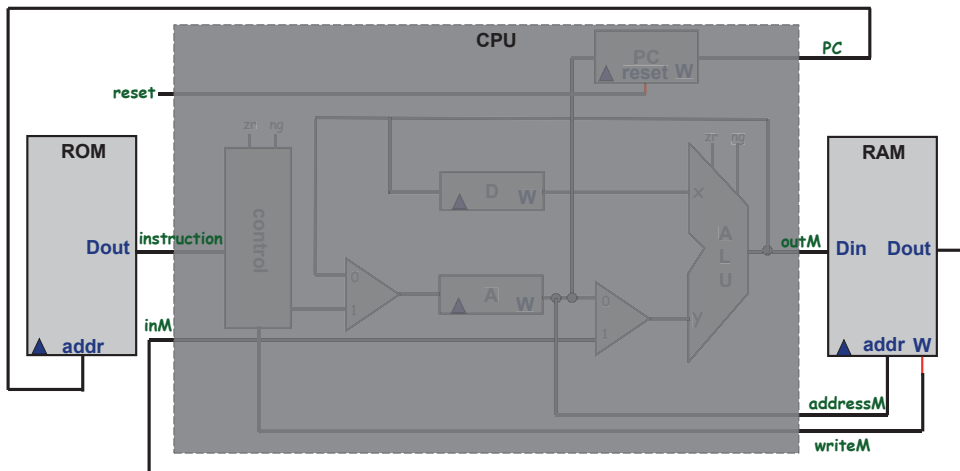 CPU
PC
PC
reset W
reset
zr ng
zr ng
ROM
RAM
D
W
x
control
A
L
U
Dout
instruction
outM
Din
Dout
0
1
A
W
0
1
y
inM
addr
addr W
addressM
writeM